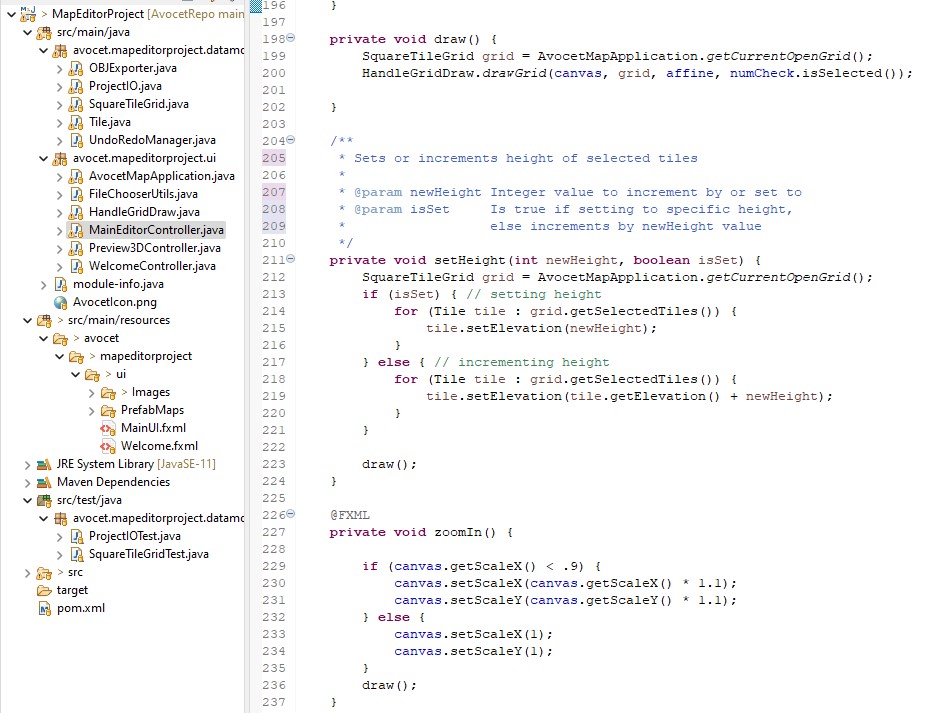 MapEditorProject [AvocetRepo main
src/main/java
avocet.mapeditorproject.datamo
OBJExporter.java
ProjectIO.java
SquareTileGrid.java
Tile.java
UndoRedoManager.java
avocet.mapeditorproject.ui
AvocetMapApplication.java
FileChooserUtils.java
HandleGridDraw.java
MainEditorController.java
Preview3DController.java
WelcomeController.java
module-info.java
AvocetIcon.png
src/main/resources
avocet
mapeditorproject
ui
Images
PrefabMaps
MainUI.fxml
Welcome.fxml
JRE System Library [JavaSE-11]
Maven Dependencies
src/test/java
avocet.mapeditorproject.datamo
ProjectIOTest.java
SquareTileGridTest.java
src
target
pom.xml
196 }
197
198 private void draw() {
199 SquareTileGrid grid = AvocetMapApplication.getCurrentOpenGrid();
200 HandleGridDraw.drawGrid(canvas, grid, affine, numCheck.isSelected());
201
202 }
203
204 /**
205 * Sets or increments height of selected tiles
206 *
207 * @param newHeight Integer value to increment by or set to
208 * @param isSet Is true if setting to specific height,
209 * else increments by newHeight value
210 */
211 private void setHeight(int newHeight, boolean isSet) {
212 SquareTileGrid grid = AvocetMapApplication.getCurrentOpenGrid();
213 if (isSet) { // setting height
214 for (Tile tile : grid.getSelectedTiles()) {
215 tile.setElevation(newHeight);
216 }
217 } else { // incrementing height
218 for (Tile tile : grid.getSelectedTiles()) {
219 tile.setElevation(tile.getElevation() + newHeight);
220 }
221 }
222
223 draw();
224 }
225
226 @FXML
227 private void zoomIn() {
228
229 if (canvas.getScaleX() < .9) {
230 canvas.setScaleX(canvas.getScaleX() * 1.1);
231 canvas.setScaleY(canvas.getScaleY() * 1.1);
232 } else {
233 canvas.setScaleX(1);
234 canvas.setScaleY(1);
235 }
236 draw();
237 }